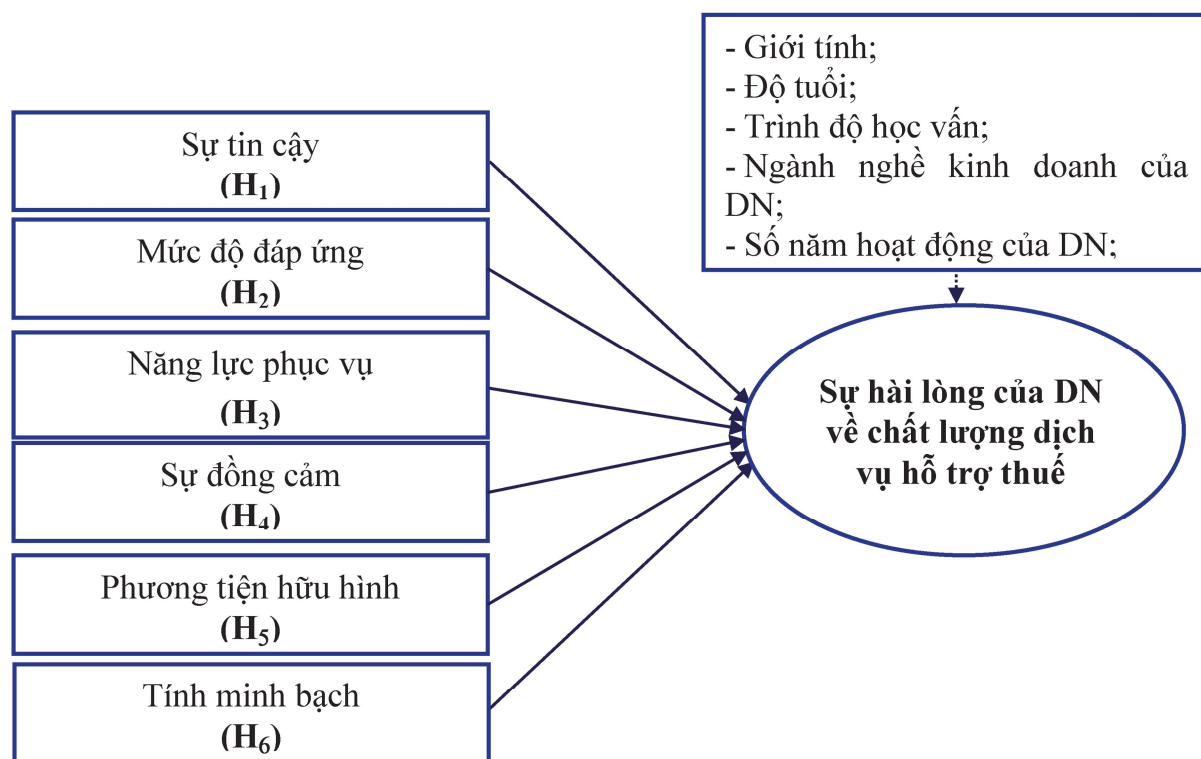 - Giới tính;
- Độ tuổi;
- Trình độ học vấn;
- Ngành nghề kinh doanh của
DN;
- Số năm hoạt động của DN;
Sự tin cậy
(H₁)
Mức độ đáp ứng
(H₂)
Năng lực phục vụ
(H₃)
Sự đồng cảm
(H₄)
Phương tiện hữu hình
(H₅)
Tính minh bạch
(H₆)
Sự hài lòng của DN
về chất lượng dịch
vụ hỗ trợ thuế